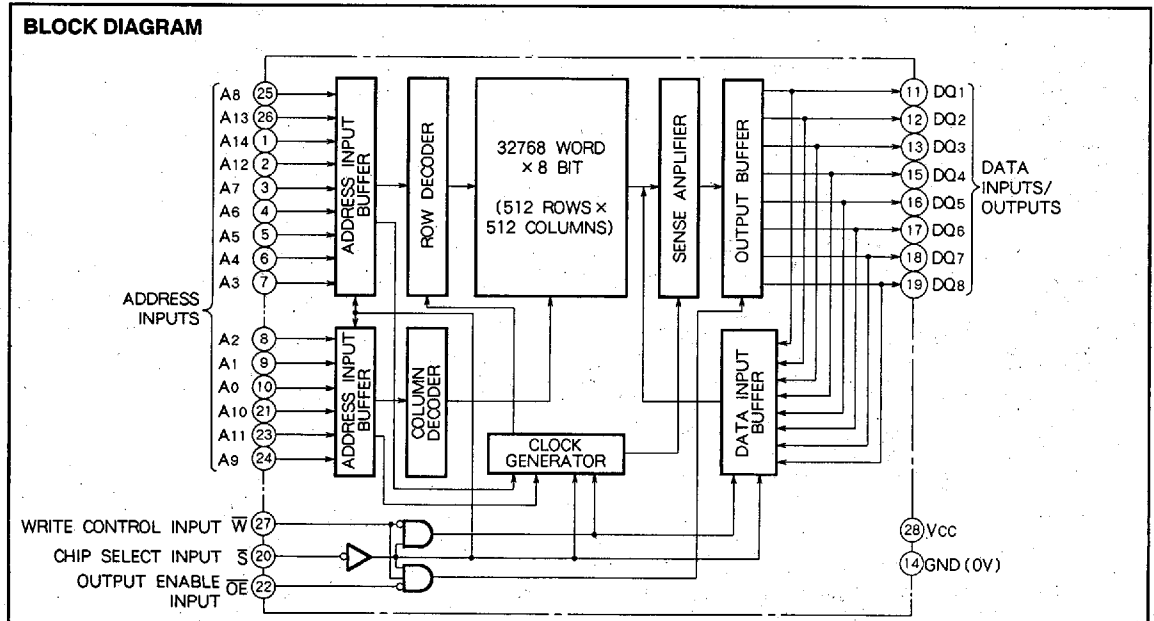 BLOCK DIAGRAM
A8 25
A13 26
A14 1
A12 2
A7 3
A6 4
A5 5
A4 6
A3 7
ADDRESS
INPUTS
A2 8
A1 9
A0 10
A10 21
A11 23
A9 24
ADDRESS INPUT
BUFFER
ROW DECODER
32768 WORD
× 8 BIT
(512 ROWS ×
512 COLUMNS)
SENSE ANPLIFIER
OUTPUT BUFFER
11 DQ1
12 DQ2
13 DQ3
15 DQ4
16 DQ5
17 DQ6
18 DQ7
19 DQ8
DATA
INPUTS/
OUTPUTS
ADDRESS INPUT
BUFFER
COLUMN
DECODER
CLOCK
GENERATOR
DATA INPUT
BUFFER
WRITE CONTROL INPUT W̅ 27
CHIP SELECT INPUT S̅ 20
OUTPUT ENABLE
INPUT O̅E̅ 22
28 Vcc
14 GND (0V)